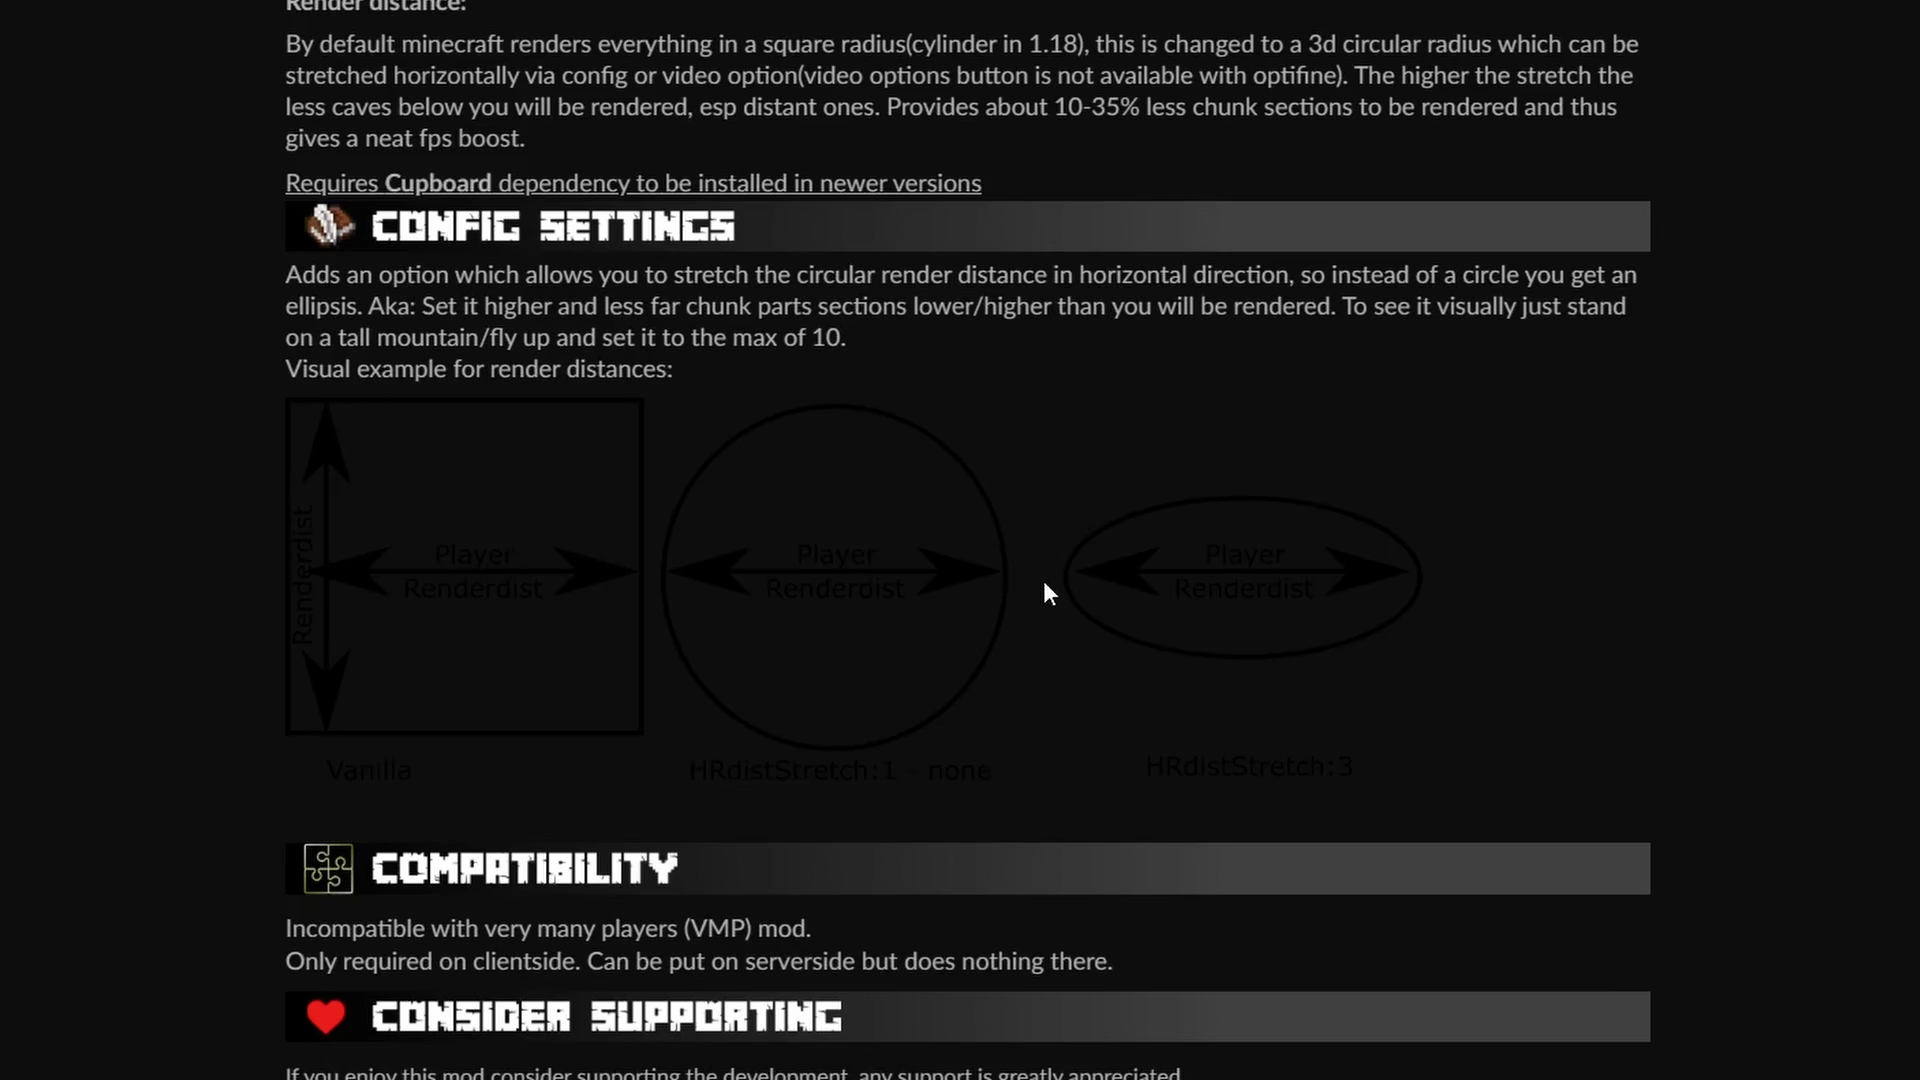 Render distance:
By default minecraft renders everything in a square radius(cylinder in 1.18), this is changed to a 3d circular radius which can be
stretched horizontally via config or video option(video options button is not available with optifine). The higher the stretch the
less caves below you will be rendered, esp distant ones. Provides about 10-35% less chunk sections to be rendered and thus
gives a neat fps boost.
Requires Cupboard dependency to be installed in newer versions
CONFIG SETTINGS
Adds an option which allows you to stretch the circular render distance in horizontal direction, so instead of a circle you get an
ellipsis. Aka: Set it higher and less far chunk parts sections lower/higher than you will be rendered. To see it visually just stand
on a tall mountain/fly up and set it to the max of 10.
Visual example for render distances:
Renderdist
Player
Renderdist
Vanilla
Player
Renderdist
HRdistStretch:1 - none
Player
Renderdist
HRdistStretch:3
COMPATIBILITY
Incompatible with very many players (VMP) mod.
Only required on clientside. Can be put on serverside but does nothing there.
CONSIDER SUPPORTING
If you enjoy this mod consider supporting the development, any support is greatly appreciated